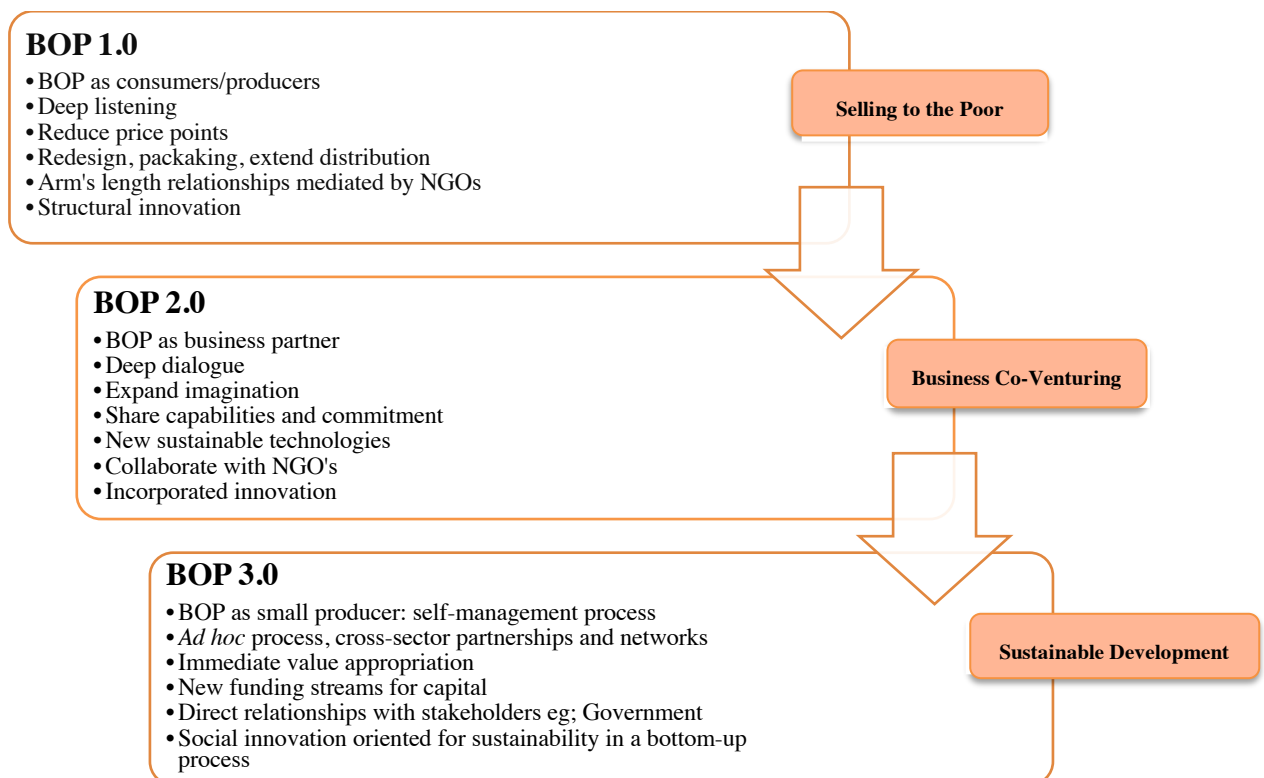 BOP 1.0
•BOP as consumers/producers
•Deep listening
•Reduce price points
•Redesign, packaking, extend distribution
•Arm's length relationships mediated by NGOs
•Structural innovation
Selling to the Poor
BOP 2.0
•BOP as business partner
•Deep dialogue
•Expand imagination
•Share capabilities and commitment
•New sustainable technologies
•Collaborate with NGO's
•Incorporated innovation
Business Co-Venturing
BOP 3.0
•BOP as small producer: self-management process
•Ad hoc process, cross-sector partnerships and networks
•Immediate value appropriation
•New funding streams for capital
•Direct relationships with stakeholders eg; Government
•Social innovation oriented for sustainability in a bottom-up
process
Sustainable Development